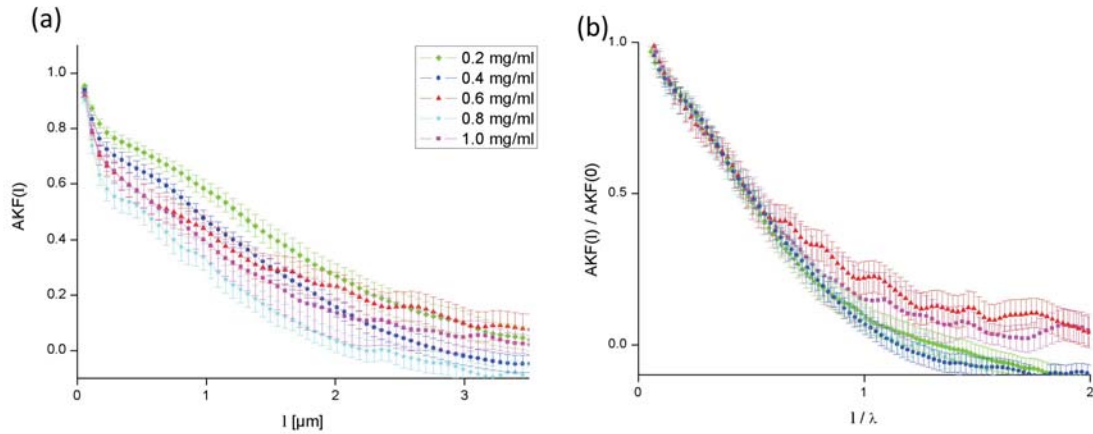 (a)
1.0
0.8
0.6
0.4
0.2
0.0
AKF(l)
0
1
2
3
l [µm]
0.2 mg/ml
0.4 mg/ml
0.6 mg/ml
0.8 mg/ml
1.0 mg/ml
(b)
1.0
0.5
0.0
AKF(l) / AKF(0)
0
1
2
l / λ